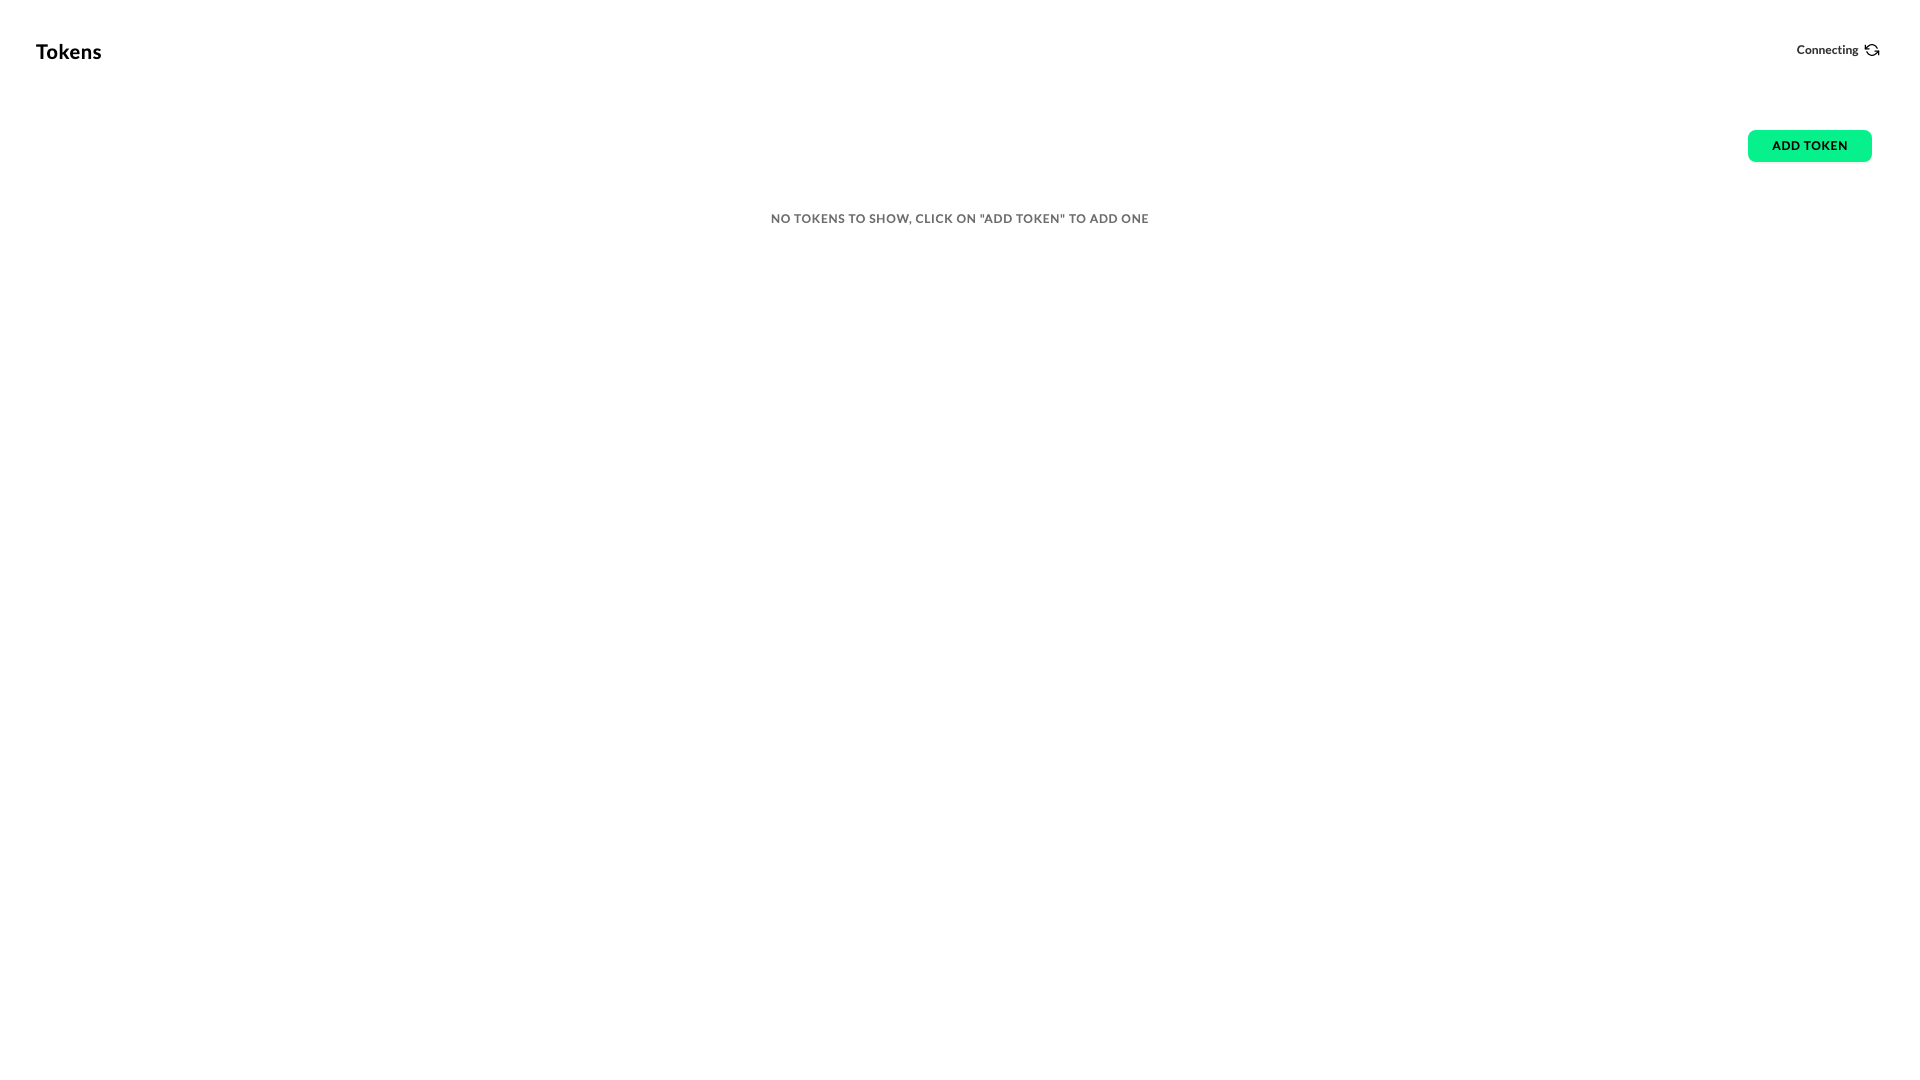 Tokens
Connecting
ADD TOKEN
NO TOKENS TO SHOW, CLICK ON "ADD TOKEN" TO ADD ONE